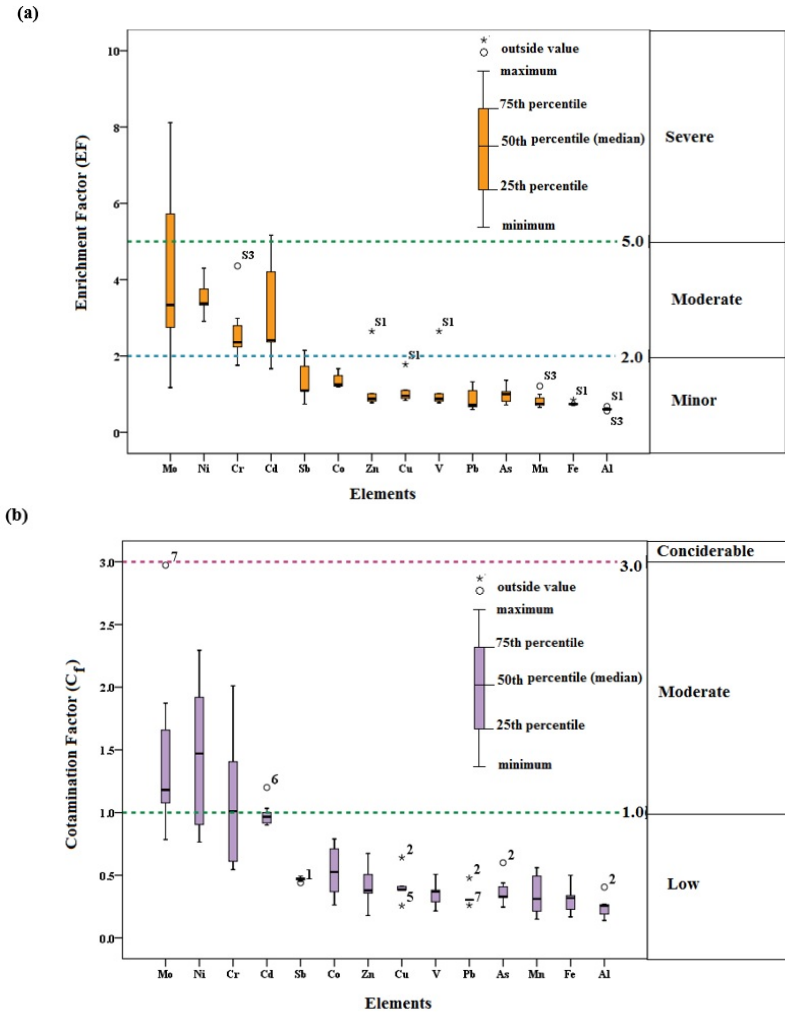 (a)
Enrichment Factor (EF)
10
8
6
4
2
0
* outside value
maximum
75th percentile
50th percentile (median)
25th percentile
minimum
Severe
5.0
Moderate
2.0
Minor
S3
S1
S1
S1
S3
S1
S1
S3
Mo Ni Cr Cd Sb Co Zn Cu V Pb As Mn Fe Al
Elements
(b)
Cotamination Factor (Cf)
3.0
2.5
2.0
1.5
1.0
0.5
0.0
* outside value
maximum
75th percentile
50th percentile (median)
25th percentile
minimum
Conciderable
3.0
Moderate
1.0
Low
7
6
1
2
5
2
7
2
2
Mo Ni Cr Cd Sb Co Zn Cu V Pb As Mn Fe Al
Elements